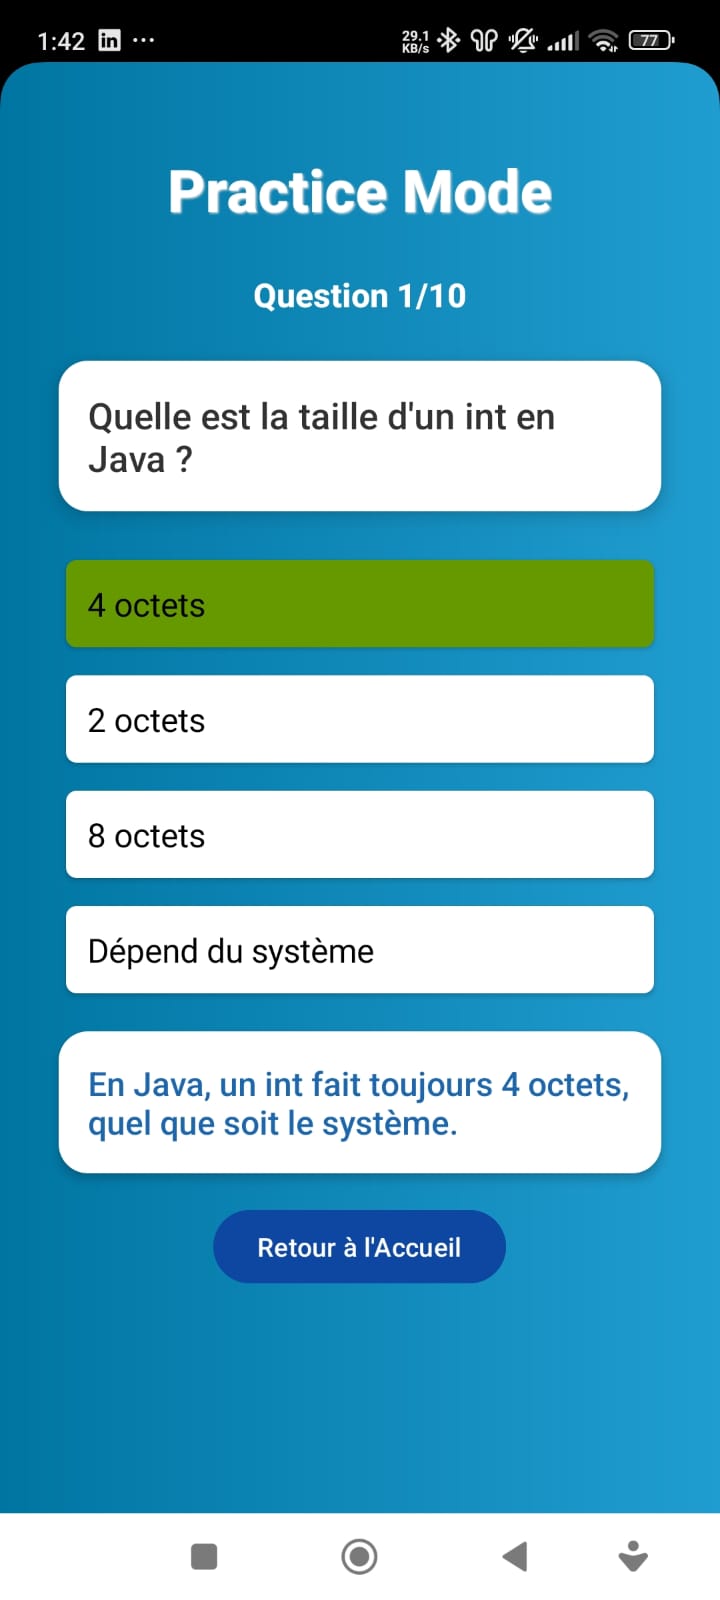 1:42 in ...
29.1
KB/s
77
Practice Mode
Question 1/10
Quelle est la taille d'un int en
Java ?
4 octets
2 octets
8 octets
Dépend du système
En Java, un int fait toujours 4 octets,
quel que soit le système.
Retour à l'Accueil